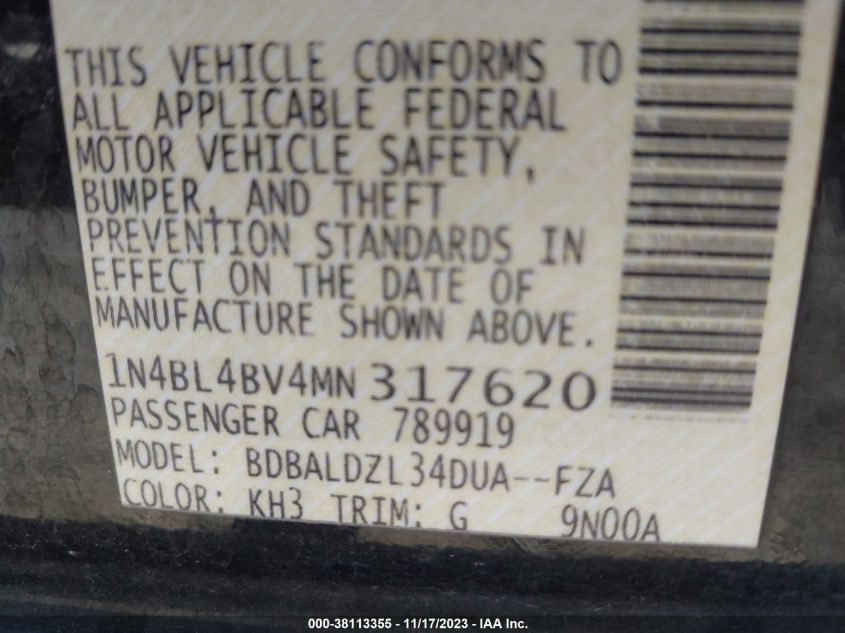 THIS VEHICLE CONFORMS TO
ALL APPLICABLE FEDERAL
MOTOR VEHICLE SAFETY,
BUMPER, AND THEFT
PREVENTION STANDARDS IN
EFFECT ON THE DATE OF
MANUFACTURE SHOWN ABOVE.
1N4BL4BV4MN317620
PASSENGER CAR 789919
MODEL: BDBALDZL34DUA--FZA
COLOR: KH3 TRIM: G 9N00A
000-38113355 — 11/17/2023 — IAA Inc.